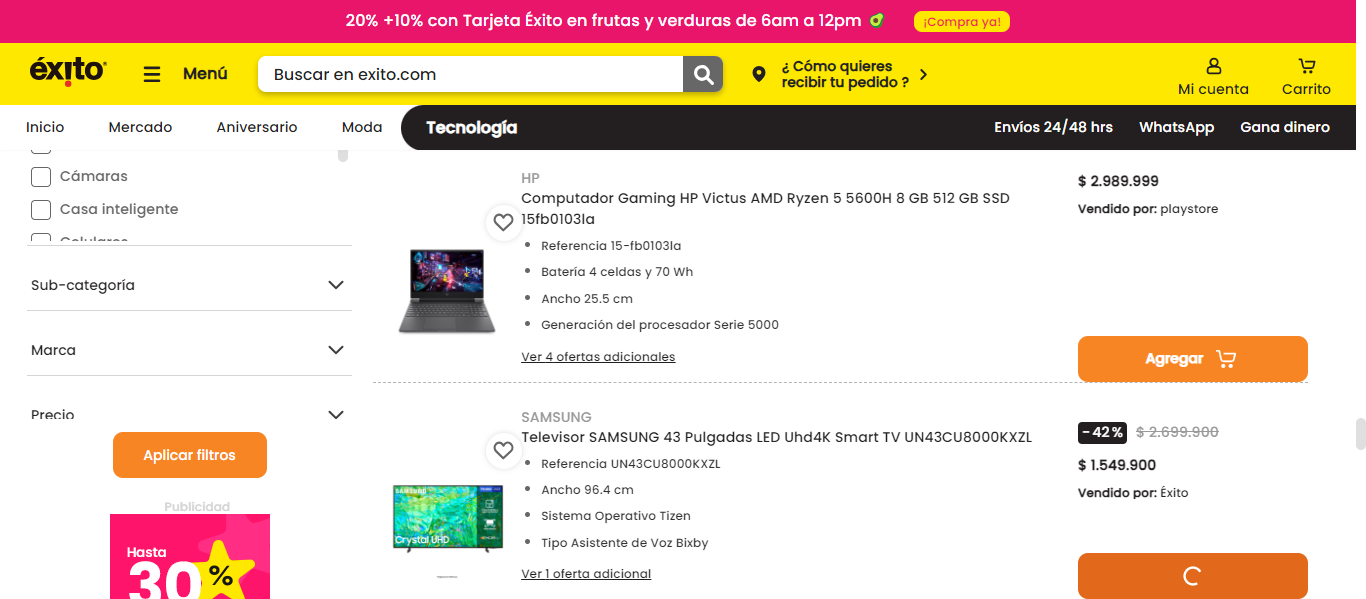 20% +10% con Tarjeta Éxito en frutas y verduras de 6am a 12pm
¡Compra ya!
éxito
Menú
Buscar en exito.com
¿ Cómo quieres
recibir tu pedido ?
Mi cuenta
Carrito
Inicio
Mercado
Aniversario
Moda
Tecnología
Envíos 24/48 hrs
WhatsApp
Gana dinero
Cámaras
Casa inteligente
Celulares
Sub-categoría
Marca
Precio
Aplicar filtros
Publicidad
Hasta
30%
HP
Computador Gaming HP Victus AMD Ryzen 5 5600H 8 GB 512 GB SSD
15fb0103la
Referencia 15-fb0103la
Batería 4 celdas y 70 Wh
Ancho 25.5 cm
Generación del procesador Serie 5000
Ver 4 ofertas adicionales
$ 2.989.999
Vendido por: playstore
Agregar
SAMSUNG
Televisor SAMSUNG 43 Pulgadas LED Uhd4K Smart TV UN43CU8000KXZL
Referencia UN43CU8000KXZL
Ancho 96.4 cm
Sistema Operativo Tizen
Tipo Asistente de Voz Bixby
Ver 1 oferta adicional
SAMSUNG
Crystal UHD
-42%
$ 2.699.900
$ 1.549.900
Vendido por: Éxito